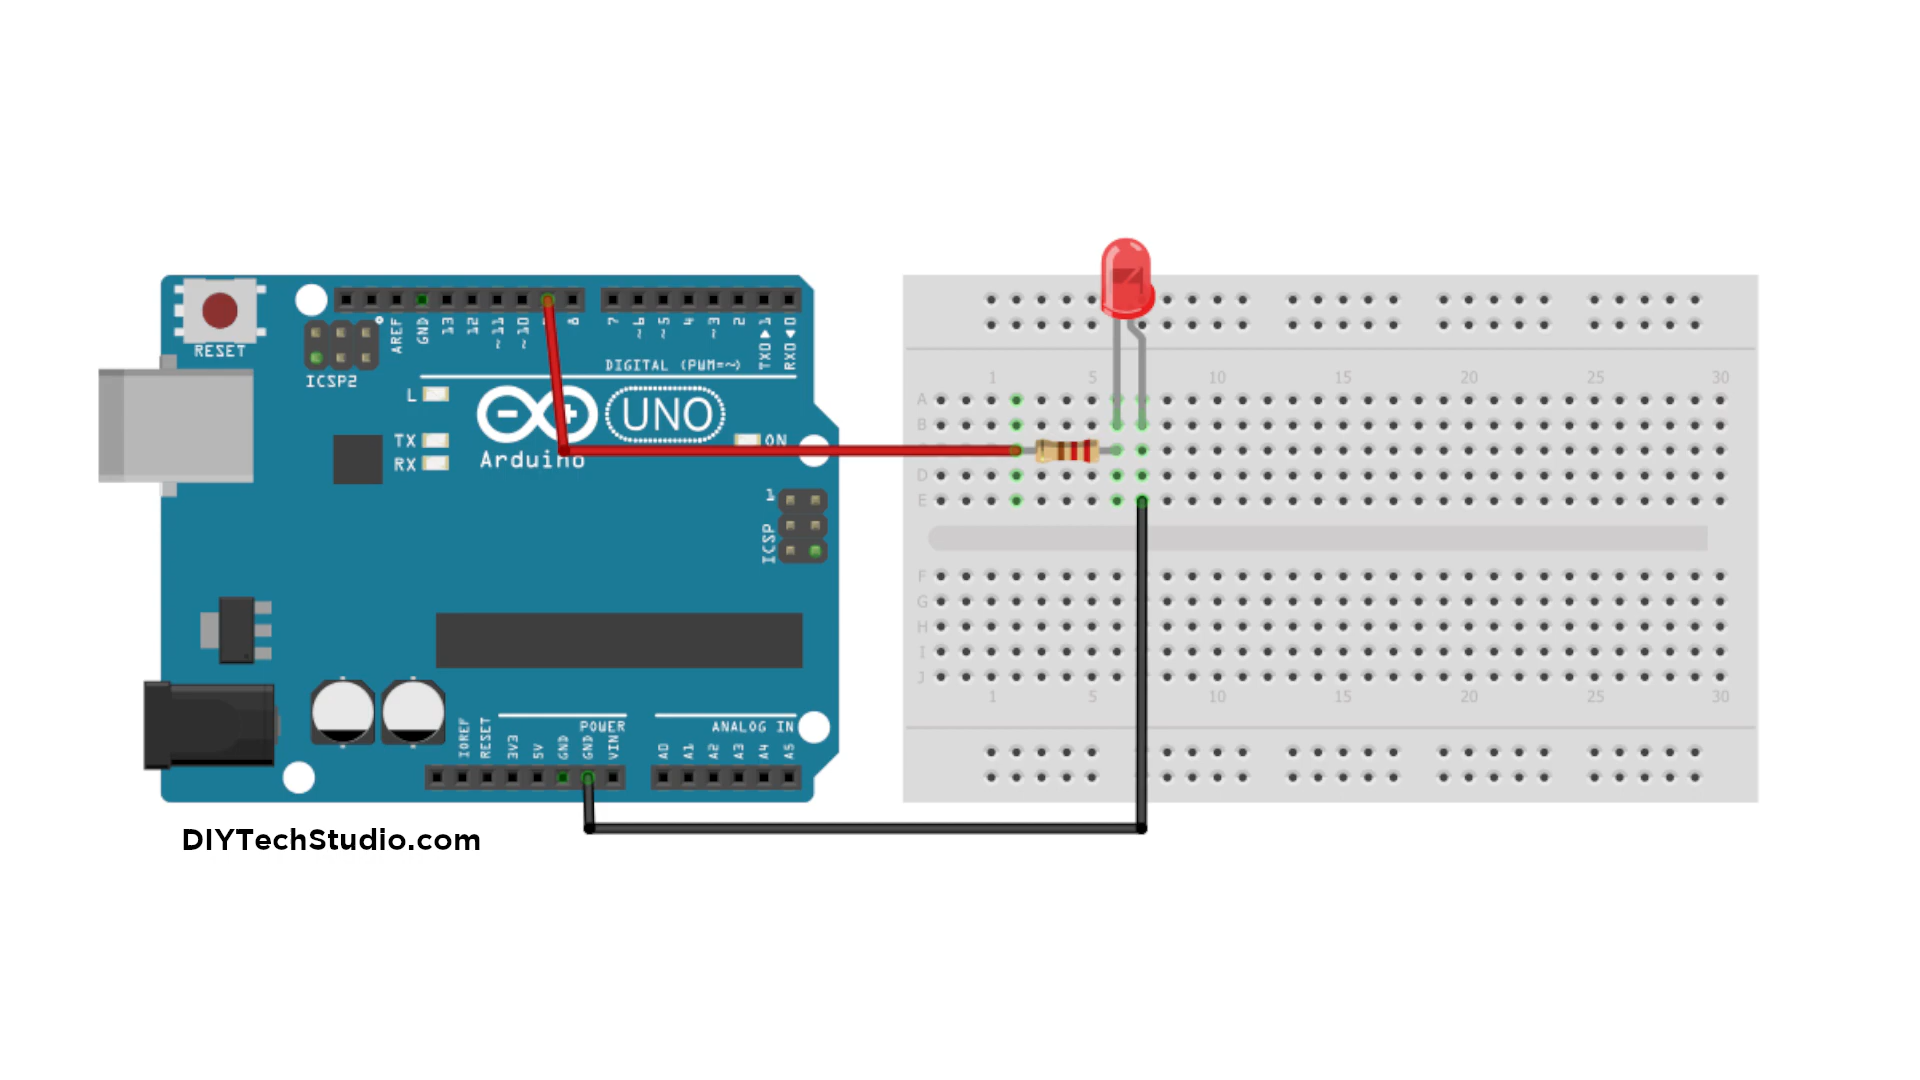 RESET
ICSP2
AREF
GND
13
12
~11
~10
8
7
~6
~5
4
~3
2
TXD▶1
RXD◀0
DIGITAL (PWM=~)
L
TX
RX
UNO
Arduino
ON
1
ICSP
IOREF
RESET
3V3
5V
GND
GND
VIN
POWER
ANALOG IN
A0
A1
A2
A3
A4
A5
DIYTechStudio.com
1 5 10 15 20 25 30
A
B
D
E
F
G
H
I
J
1 5 10 15 20 25 30